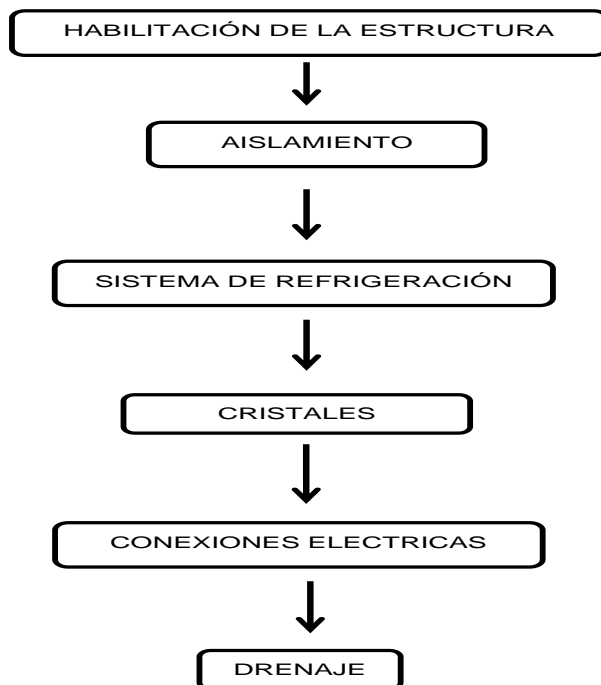 HABILITACIÓN DE LA ESTRUCTURA
AISLAMIENTO
SISTEMA DE REFRIGERACIÓN
CRISTALES
CONEXIONES ELECTRICAS
DRENAJE